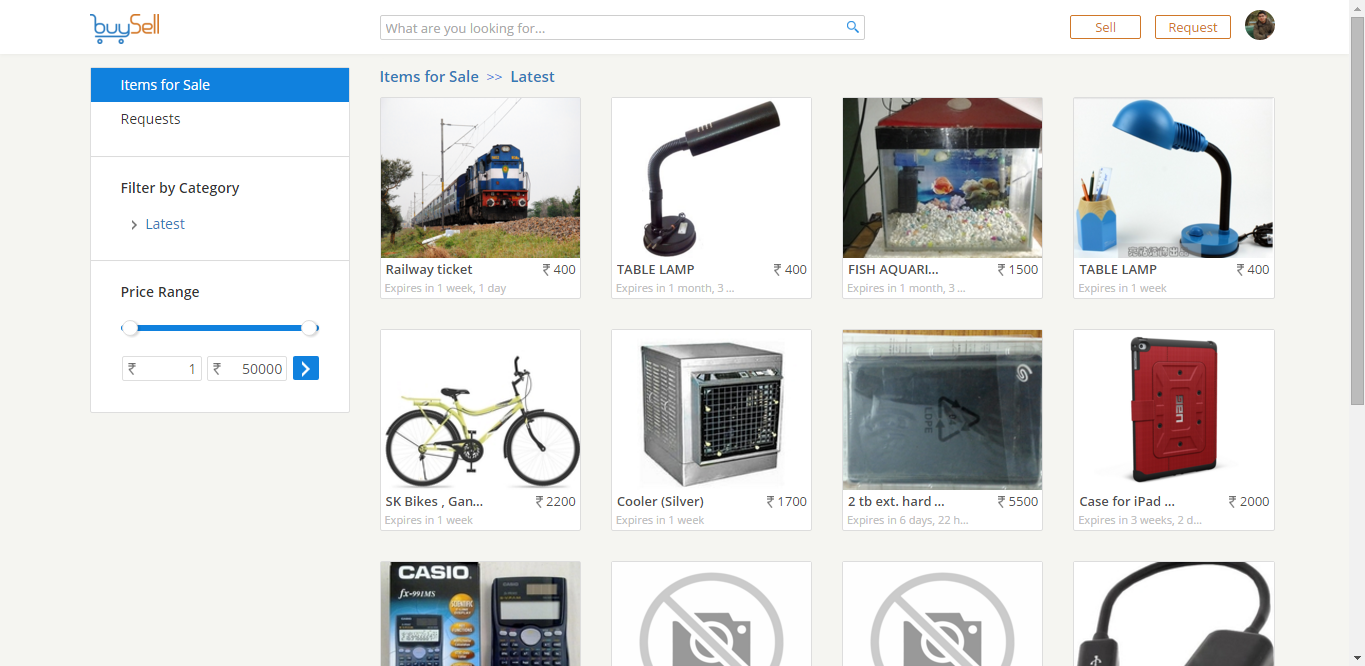 buySell
What are you looking for...
Sell
Request
Items for Sale
Requests
Filter by Category
Latest
Price Range
₹ 1
₹ 50000
Items for Sale >> Latest
Railway ticket ₹ 400
Expires in 1 week, 1 day
TABLE LAMP ₹ 400
Expires in 1 month, 3 ...
FISH AQUARI... ₹ 1500
Expires in 1 month, 3 ...
TABLE LAMP ₹ 400
Expires in 1 week
SK Bikes , Gan... ₹ 2200
Expires in 1 week
Cooler (Silver) ₹ 1700
Expires in 1 week
LDPE
2 tb ext. hard ... ₹ 5500
Expires in 6 days, 22 h...
UAG
Case for iPad ... ₹ 2000
Expires in 3 weeks, 2 d...
CASIO
fx-991MS
SCIENTIFIC
FUNCTIONS